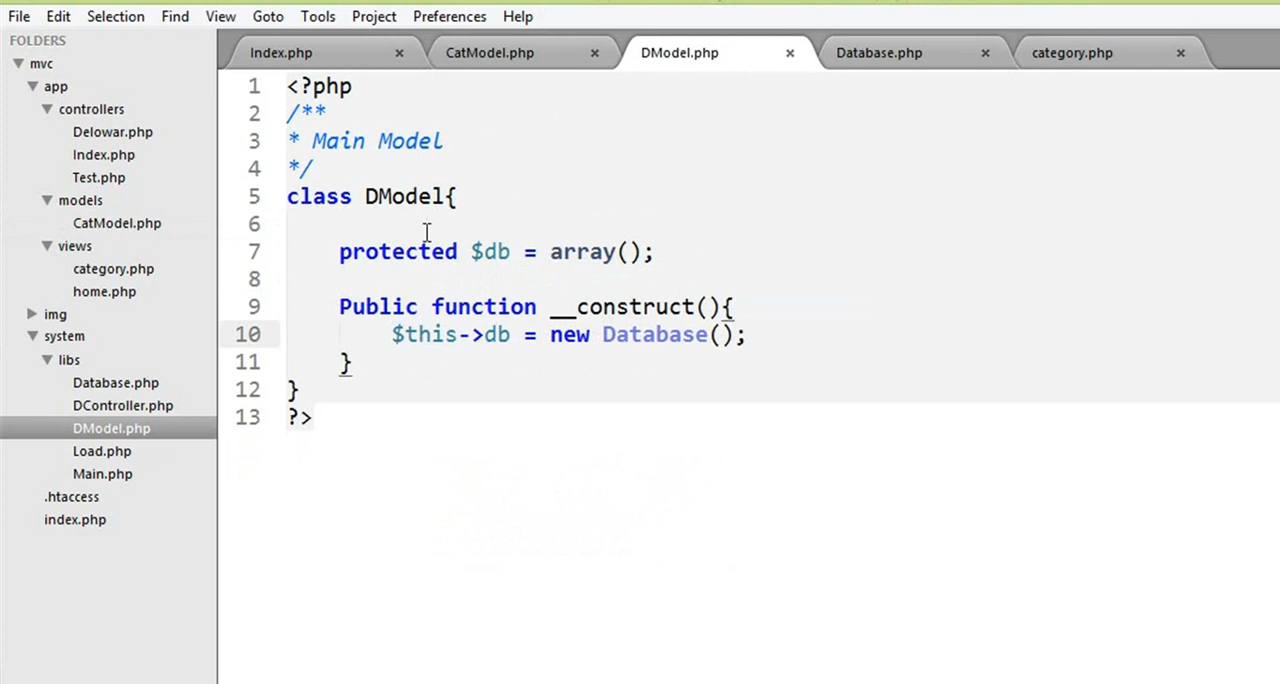 File Edit Selection Find View Goto Tools Project Preferences Help
FOLDERS
mvc
app
controllers
Delowar.php
Index.php
Test.php
models
CatModel.php
views
category.php
home.php
img
system
libs
Database.php
DController.php
DModel.php
Load.php
Main.php
.htaccess
index.php
Index.php × CatModel.php × DModel.php × Database.php × category.php ×
1 <?php
2 /**
3 * Main Model
4 */
5 class DModel{
6
7 protected $db = array();
8
9 Public function __construct(){
10 $this->db = new Database();
11 }
12 }
13 ?>